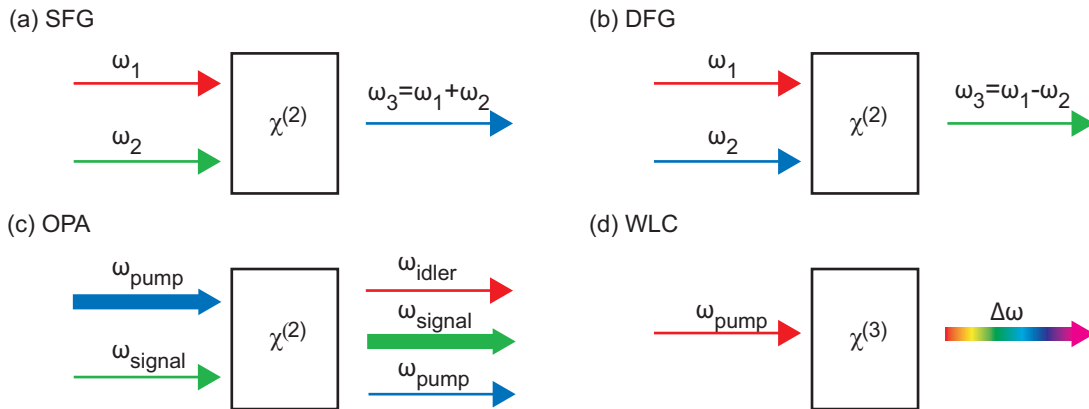 (a) SFG
ω1
ω2
χ(2)
ω3=ω1+ω2
(b) DFG
ω1
ω2
χ(2)
ω3=ω1-ω2
(c) OPA
ωpump
ωsignal
χ(2)
ωidler
ωsignal
ωpump
(d) WLC
ωpump
χ(3)
Δω